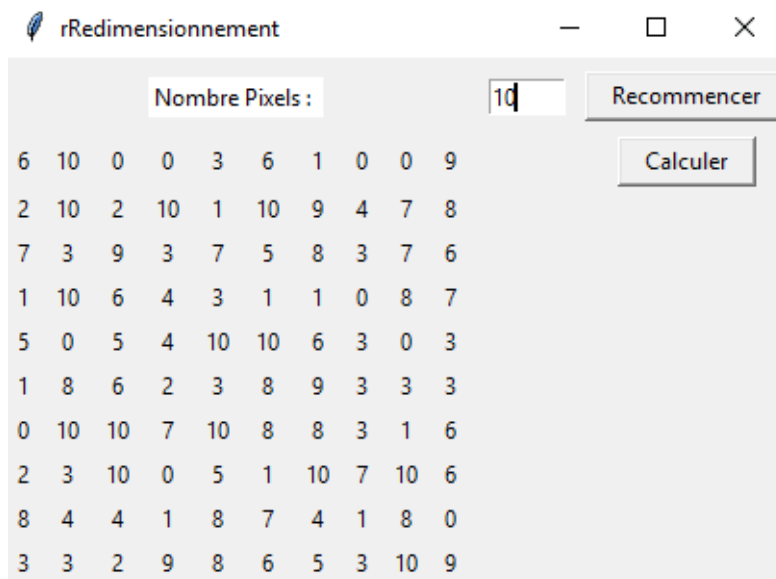 rRedimensionnement
Nombre Pixels : 10 Recommencer
6 10 0 0 3 6 1 0 0 9 Calculer
2 10 2 10 1 10 9 4 7 8
7 3 9 3 7 5 8 3 7 6
1 10 6 4 3 1 1 0 8 7
5 0 5 4 10 10 6 3 0 3
1 8 6 2 3 8 9 3 3 3
0 10 10 7 10 8 8 3 1 6
2 3 10 0 5 1 10 7 10 6
8 4 4 1 8 7 4 1 8 0
3 3 2 9 8 6 5 3 10 9